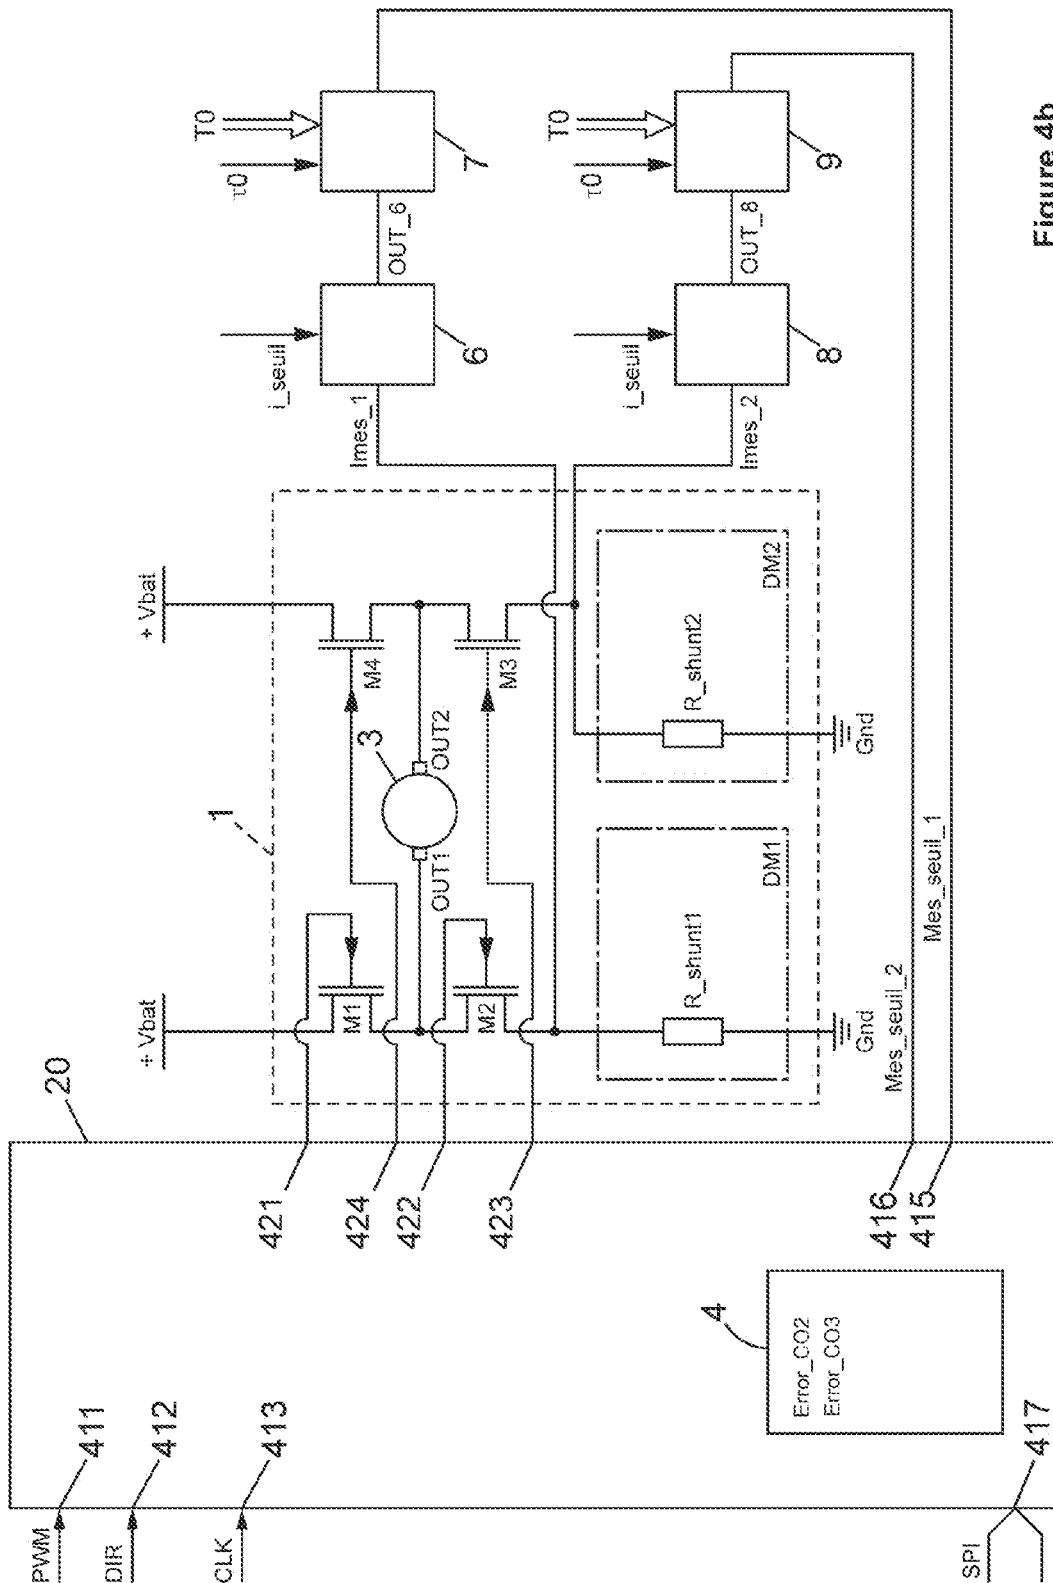 PWM
411
DIR
412
CLK
413
SPI
417
20
4
Error_CO2
Error_CO3
421
424
422
423
416
415
Mes_seuil_2
Mes_seuil_1
1
+ Vbat
+ Vbat
M1
M2
M4
M3
OUT1
3
OUT2
R_shunt1
DM1
Gnd
R_shunt2
DM2
Gnd
Imes_1
i_seuil
6
OUT_6
τ0
T0
7
Imes_2
i_seuil
8
OUT_8
τ0
T0
9
Figure 4b